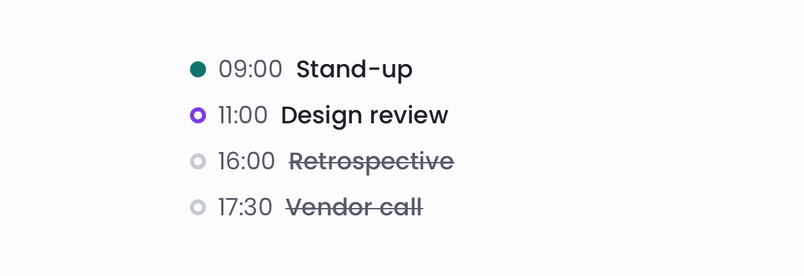 09:00 Stand-up
11:00 Design review
16:00 Retrospective
17:30 Vendor call